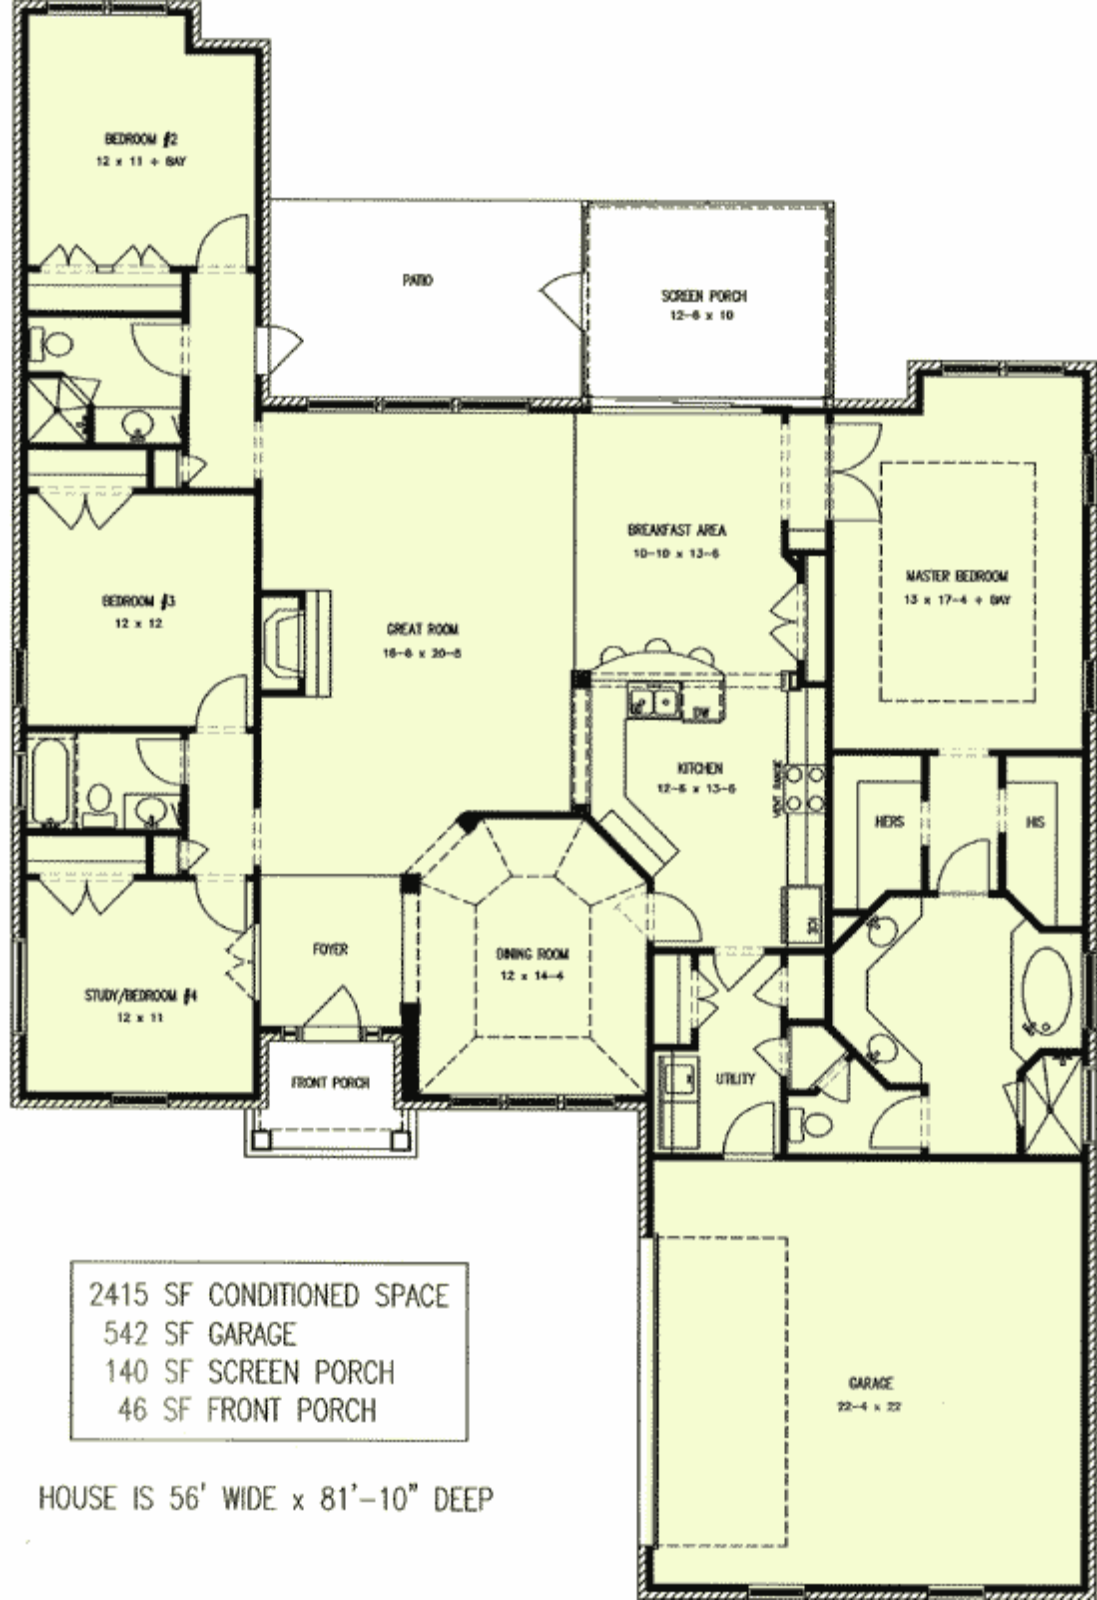 BEDROOM #2
12 x 11 + BAY
PATIO
SCREEN PORCH
12-6 x 10
BREAKFAST AREA
10-10 x 13-6
MASTER BEDROOM
13 x 17-4 + BAY
BEDROOM #3
12 x 12
GREAT ROOM
16-6 x 20-8
DW
KITCHEN
12-6 x 13-6
VENT RANGE
HERS
HIS
ICE
FOYER
DINING ROOM
12 x 14-4
STUDY/BEDROOM #4
12 x 11
FRONT PORCH
UTILITY
GARAGE
22-4 x 22
2415 SF CONDITIONED SPACE
542 SF GARAGE
140 SF SCREEN PORCH
46 SF FRONT PORCH
HOUSE IS 56' WIDE x 81'-10" DEEP